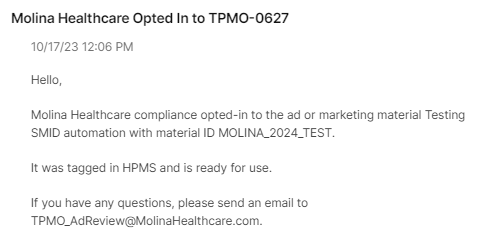 Molina Healthcare Opted In to TPMO-0627
10/17/23 12:06 PM
Hello,
Molina Healthcare compliance opted-in to the ad or marketing material Testing
SMID automation with material ID MOLINA_2024_TEST.
It was tagged in HPMS and is ready for use.
If you have any questions, please send an email to
TPMO_AdReview@MolinaHealthcare.com.